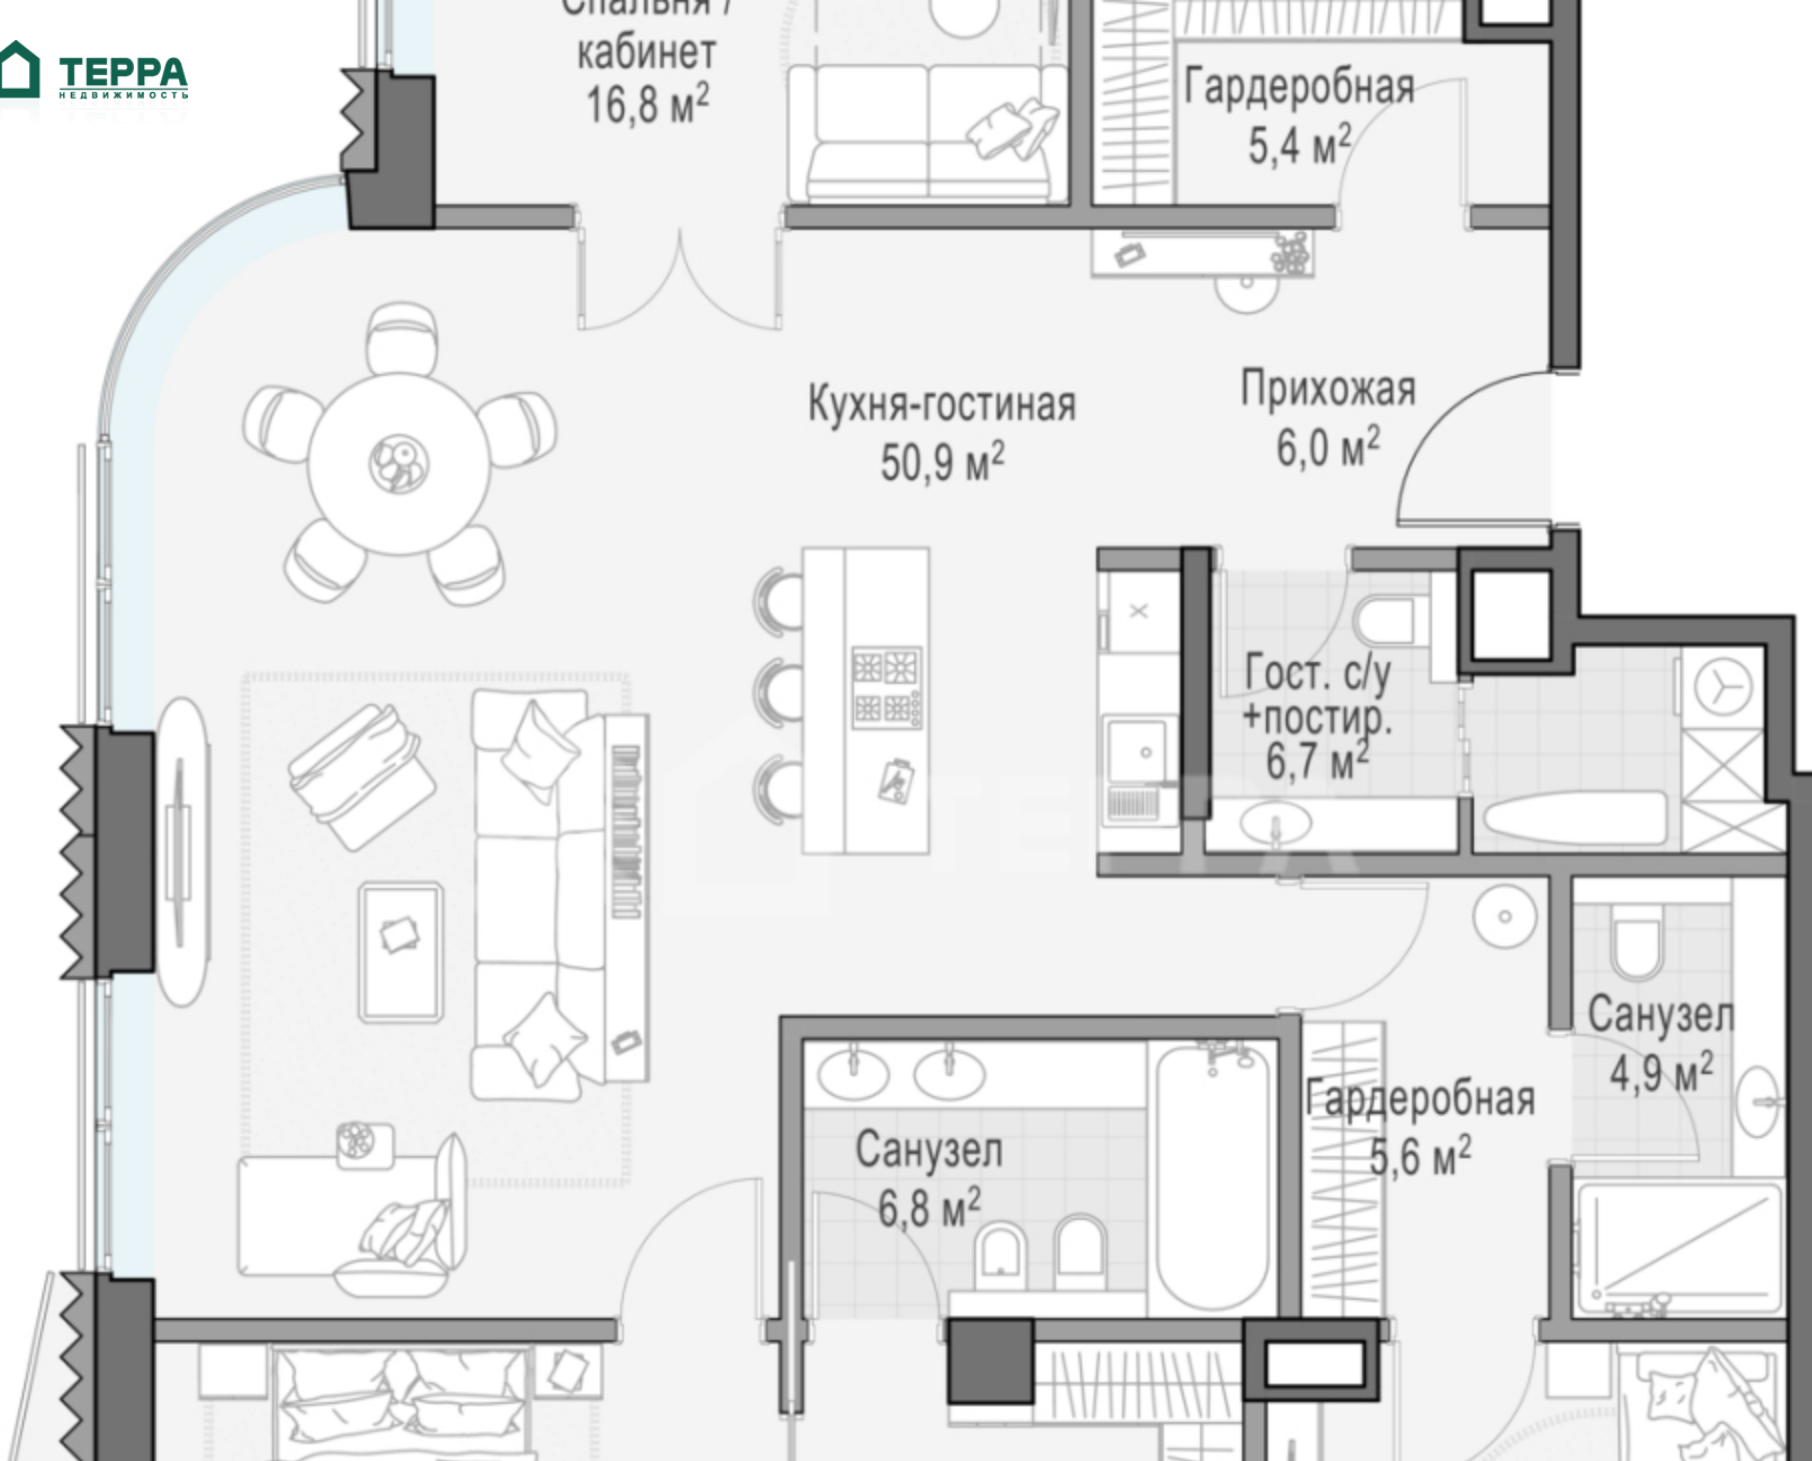 ТЕРРА
НЕДВИЖИМОСТЬ
Спальня /
кабинет
16,8 м²
Гардеробная
5,4 м²
Кухня-гостиная
50,9 м²
Прихожая
6,0 м²
Гост. с/у
+постир.
6,7 м²
Санузел
4,9 м²
Гардеробная
5,6 м²
Санузел
6,8 м²